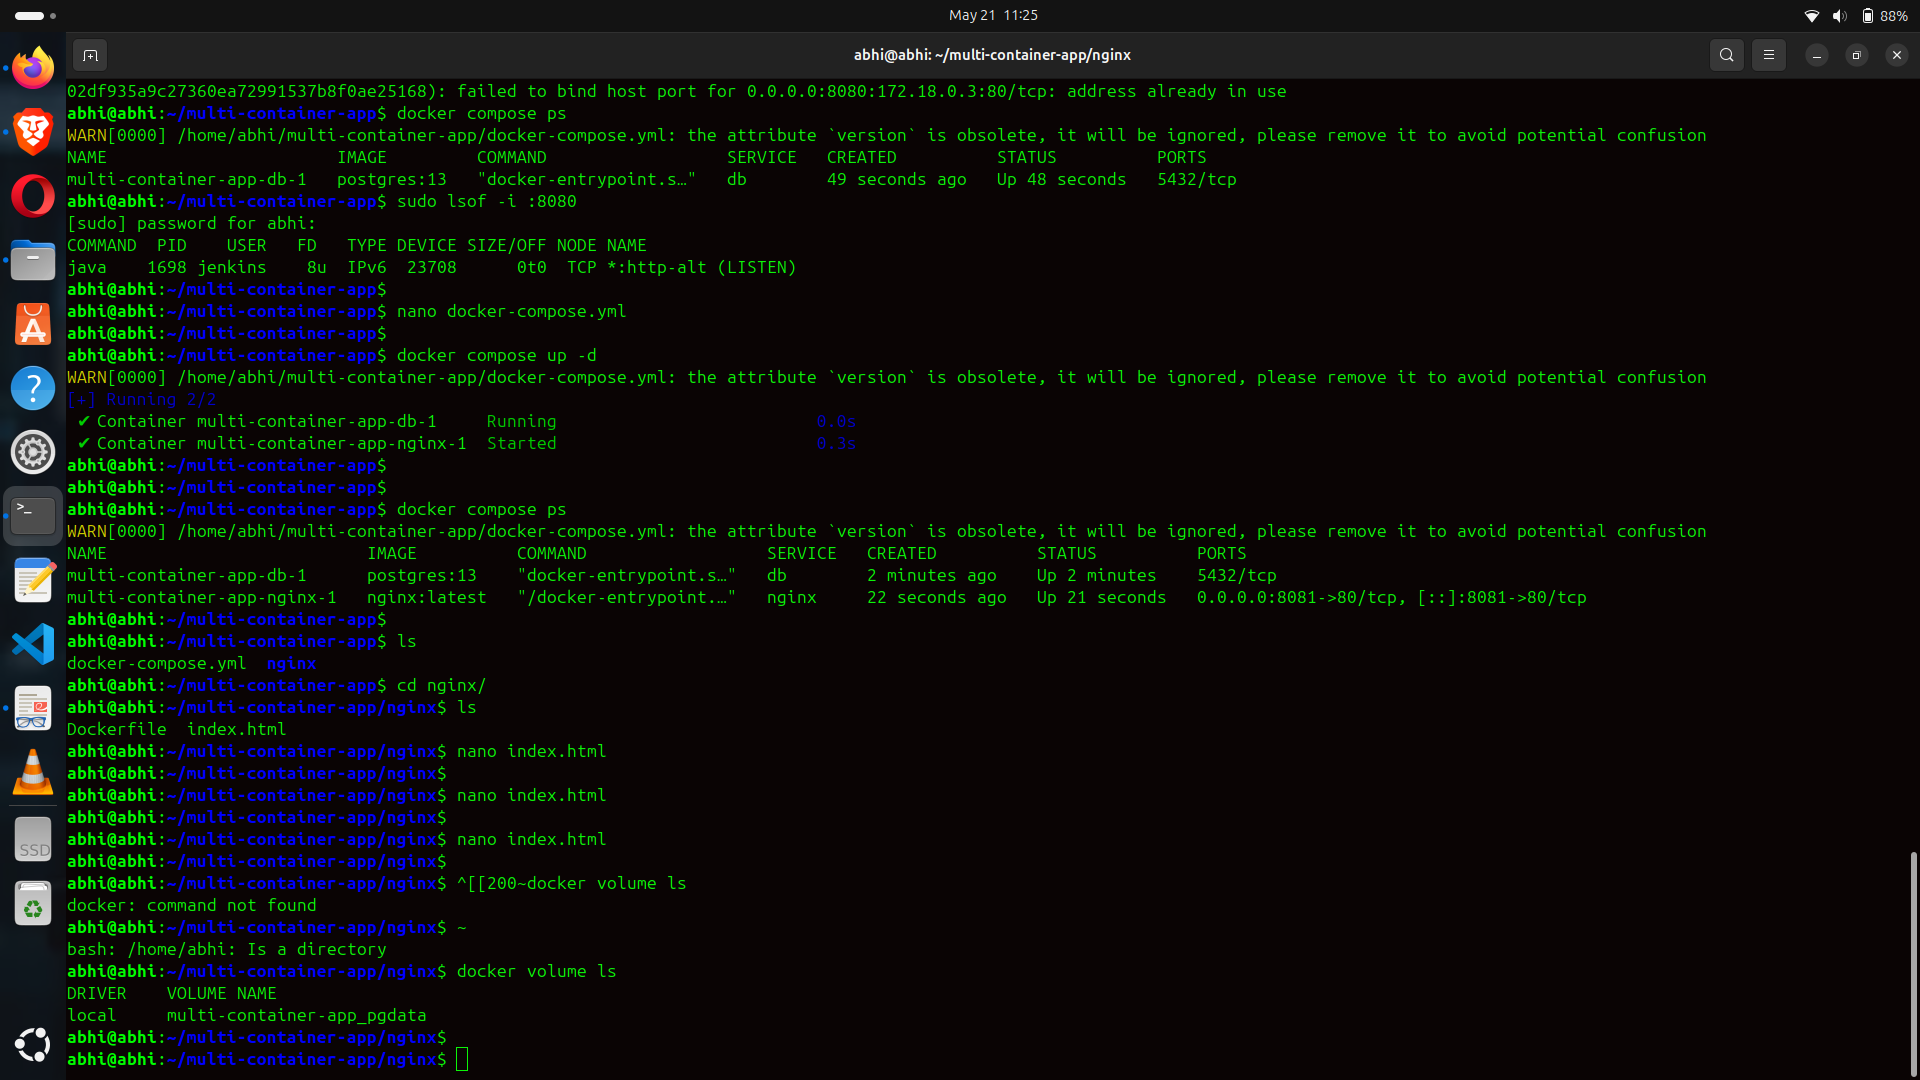 May 21 11:25
88%
abhi@abhi: ~/multi-container-app/nginx
02df935a9c27360ea72991537b8f0ae25168): failed to bind host port for 0.0.0.0:8080:172.18.0.3:80/tcp: address already in use
abhi@abhi:~/multi-container-app$ docker compose ps
WARN[0000] /home/abhi/multi-container-app/docker-compose.yml: the attribute `version` is obsolete, it will be ignored, please remove it to avoid potential confusion
NAME                       IMAGE         COMMAND                  SERVICE   CREATED          STATUS          PORTS
multi-container-app-db-1   postgres:13   "docker-entrypoint.s…"   db        49 seconds ago   Up 48 seconds   5432/tcp
abhi@abhi:~/multi-container-app$ sudo lsof -i :8080
[sudo] password for abhi:
COMMAND  PID    USER   FD   TYPE DEVICE SIZE/OFF NODE NAME
java    1698 jenkins    8u  IPv6  23708      0t0  TCP *:http-alt (LISTEN)
abhi@abhi:~/multi-container-app$
abhi@abhi:~/multi-container-app$ nano docker-compose.yml
abhi@abhi:~/multi-container-app$
abhi@abhi:~/multi-container-app$ docker compose up -d
WARN[0000] /home/abhi/multi-container-app/docker-compose.yml: the attribute `version` is obsolete, it will be ignored, please remove it to avoid potential confusion
[+] Running 2/2
 ✔ Container multi-container-app-db-1     Running                          0.0s
 ✔ Container multi-container-app-nginx-1  Started                          0.3s
abhi@abhi:~/multi-container-app$
abhi@abhi:~/multi-container-app$
abhi@abhi:~/multi-container-app$ docker compose ps
WARN[0000] /home/abhi/multi-container-app/docker-compose.yml: the attribute `version` is obsolete, it will be ignored, please remove it to avoid potential confusion
NAME                          IMAGE          COMMAND                  SERVICE   CREATED          STATUS          PORTS
multi-container-app-db-1      postgres:13    "docker-entrypoint.s…"   db        2 minutes ago    Up 2 minutes    5432/tcp
multi-container-app-nginx-1   nginx:latest   "/docker-entrypoint.…"   nginx     22 seconds ago   Up 21 seconds   0.0.0.0:8081->80/tcp, [::]:8081->80/tcp
abhi@abhi:~/multi-container-app$
abhi@abhi:~/multi-container-app$ ls
docker-compose.yml  nginx
abhi@abhi:~/multi-container-app$ cd nginx/
abhi@abhi:~/multi-container-app/nginx$ ls
Dockerfile  index.html
abhi@abhi:~/multi-container-app/nginx$ nano index.html
abhi@abhi:~/multi-container-app/nginx$
abhi@abhi:~/multi-container-app/nginx$ nano index.html
abhi@abhi:~/multi-container-app/nginx$
abhi@abhi:~/multi-container-app/nginx$ nano index.html
abhi@abhi:~/multi-container-app/nginx$
abhi@abhi:~/multi-container-app/nginx$ ^[[200~docker volume ls
docker: command not found
abhi@abhi:~/multi-container-app/nginx$ ~
bash: /home/abhi: Is a directory
abhi@abhi:~/multi-container-app/nginx$ docker volume ls
DRIVER    VOLUME NAME
local     multi-container-app_pgdata
abhi@abhi:~/multi-container-app/nginx$
abhi@abhi:~/multi-container-app/nginx$
SSD